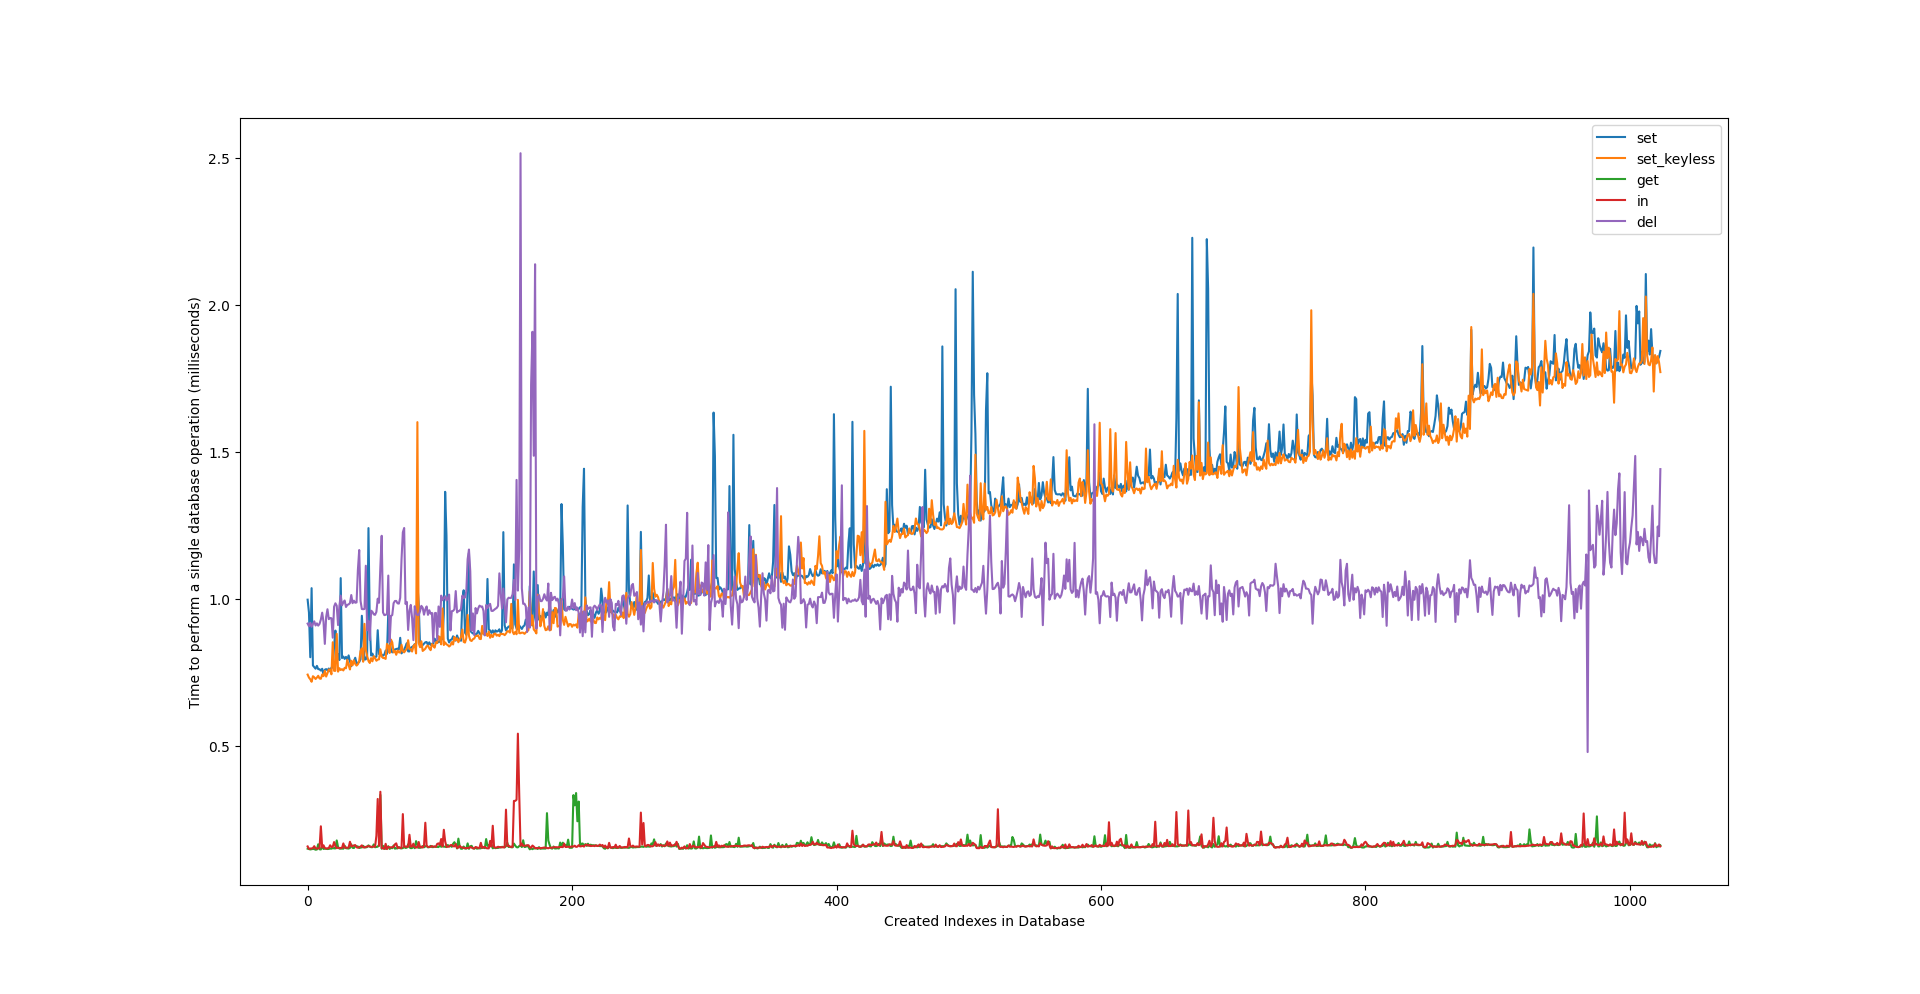 set
set_keyless
get
in
del
Time to perform a single database operation (milliseconds)
2.5
2.0
1.5
1.0
0.5
0
200
400
600
800
1000
Created Indexes in Database